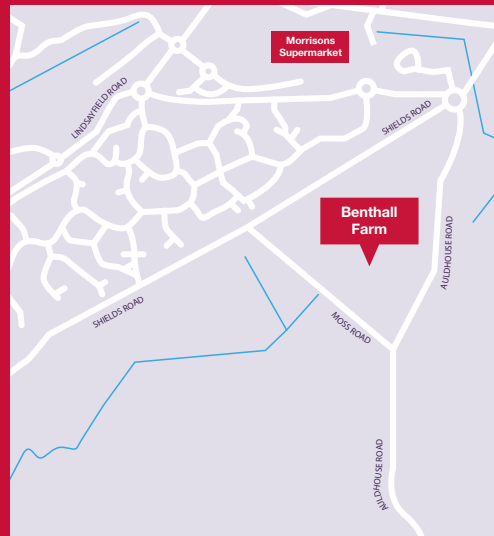 Morrisons
Supermarket
LINDSAYFIELD ROAD
SHIELDS ROAD
Benthall
Farm
AULDHOUSE ROAD
SHIELDS ROAD
MOSS ROAD
AULDHOUSE ROAD